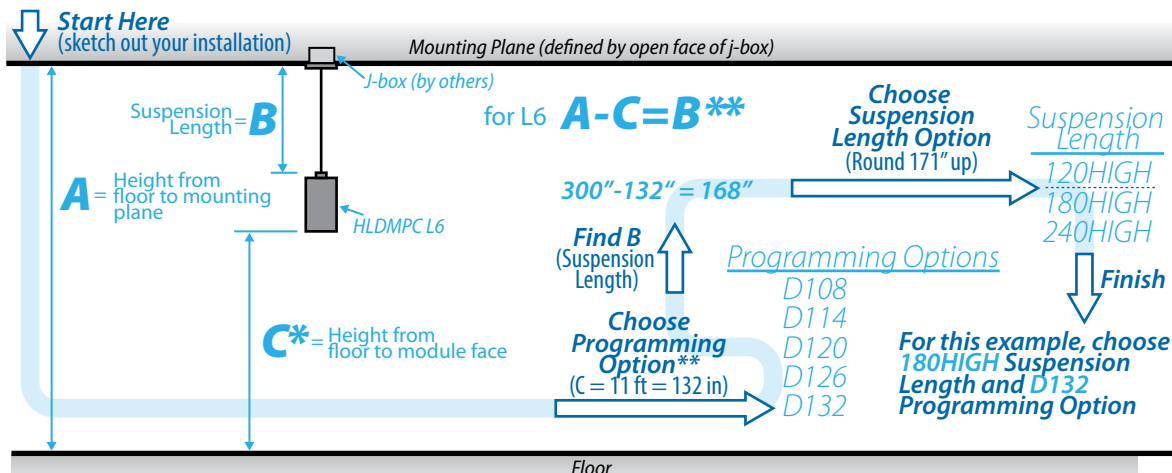 Start Here
(sketch out your installation)
Mounting Plane (defined by open face of j-box)
J-box (by others)
Suspension
Length = B
A = Height from
floor to mounting
plane
HLDMPC L6
C* = Height from
floor to module face
for L6 A-C=B**
300″-132″ = 168″
Find B
(Suspension
Length)
Choose
Programming
Option**
(C = 11 ft = 132 in)
Programming Options
D108
D114
D120
D126
D132
Choose
Suspension
Length Option
(Round 171″ up)
Suspension
Length
120HIGH
180HIGH
240HIGH
Finish
For this example, choose
180HIGH Suspension
Length and D132
Programming Option
Floor